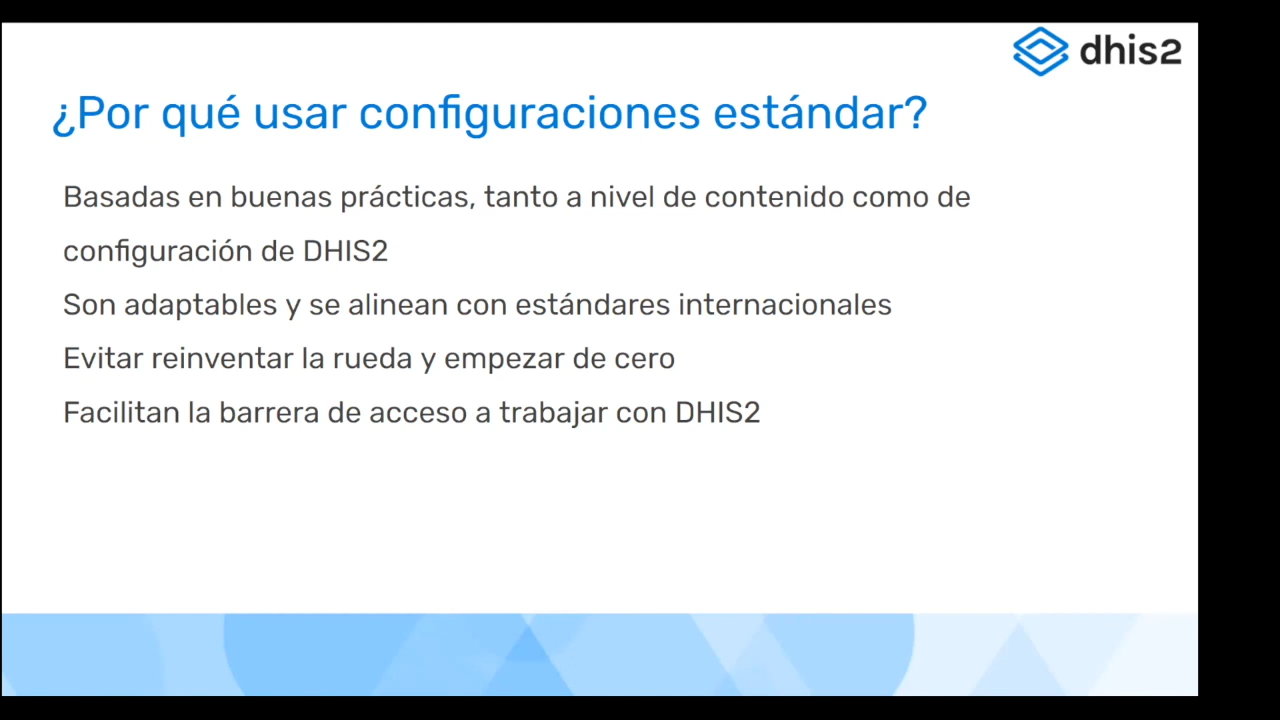 dhis2
¿Por qué usar configuraciones estándar?
Basadas en buenas prácticas, tanto a nivel de contenido como de
configuración de DHIS2
Son adaptables y se alinean con estándares internacionales
Evitar reinventar la rueda y empezar de cero
Facilitan la barrera de acceso a trabajar con DHIS2